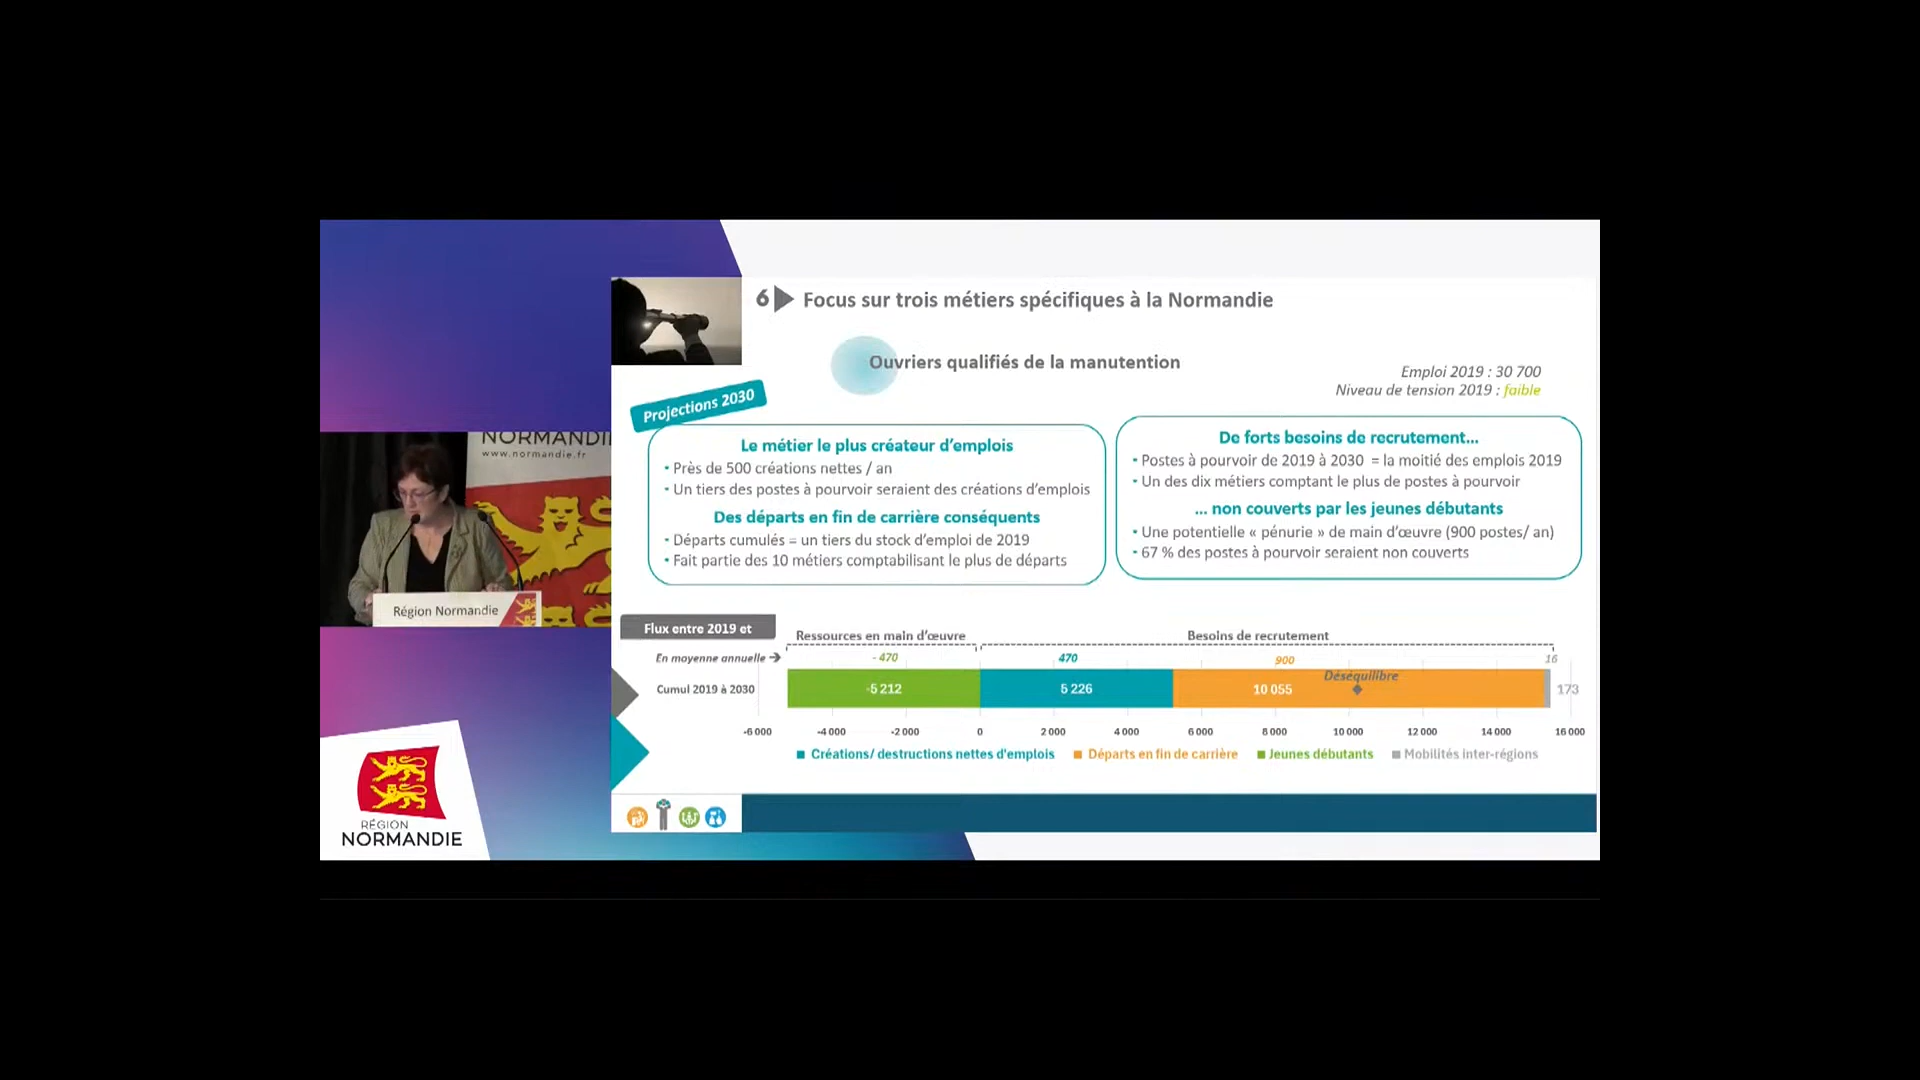 6 Focus sur trois métiers spécifiques à la Normandie
Ouvriers qualifiés de la manutention
Emploi 2019 : 30 700
Niveau de tension 2019 : faible
Projections 2030
Le métier le plus créateur d'emplois
• Près de 500 créations nettes / an
• Un tiers des postes à pourvoir seraient des créations d'emplois
Des départs en fin de carrière conséquents
• Départs cumulés = un tiers du stock d'emploi de 2019
• Fait partie des 10 métiers comptabilisant le plus de départs
De forts besoins de recrutement...
• Postes à pourvoir de 2019 à 2030 = la moitié des emplois 2019
• Un des dix métiers comptant le plus de postes à pourvoir
... non couverts par les jeunes débutants
• Une potentielle « pénurie » de main d'œuvre (900 postes/ an)
• 67 % des postes à pourvoir seraient non couverts
NORMANDI
www.normandie.fr
Région Normandie
Flux entre 2019 et
Ressources en main d'œuvre
Besoins de recrutement
En moyenne annuelle → - 470 470 900 16
Déséquilibre
Cumul 2019 à 2030 -5 212 5 226 10 055 173
-6 000 -4 000 -2 000 0 2 000 4 000 6 000 8 000 10 000 12 000 14 000 16 000
Créations/ destructions nettes d'emplois Départs en fin de carrière Jeunes débutants Mobilités inter-régions
RÉGION
NORMANDIE